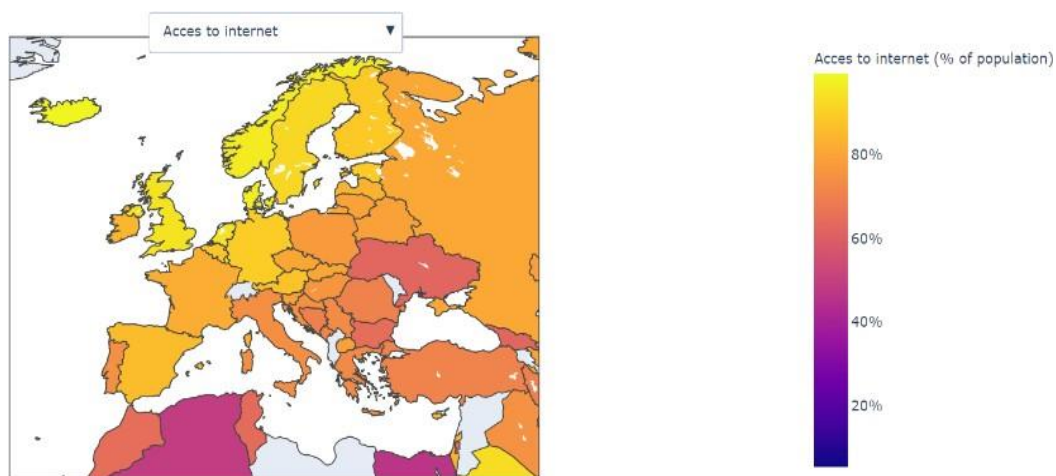 Acces to internet ▼
Acces to internet (% of population)
80%
60%
40%
20%